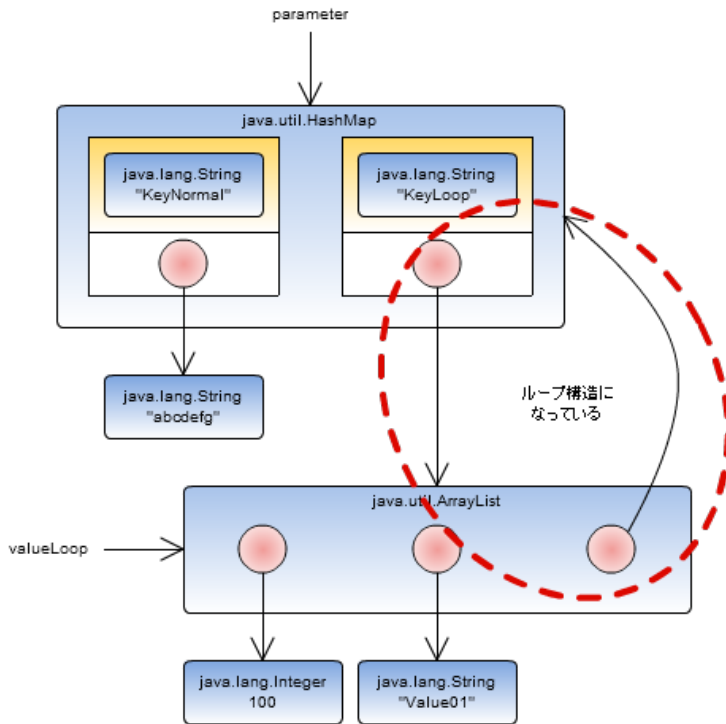 parameter
java.util.HashMap
java.lang.String
"KeyNormal"
java.lang.String
"KeyLoop"
java.lang.String
"abcdefg"
ループ構造に
なっている
java.util.ArrayList
valueLoop
java.lang.Integer
100
java.lang.String
"Value01"